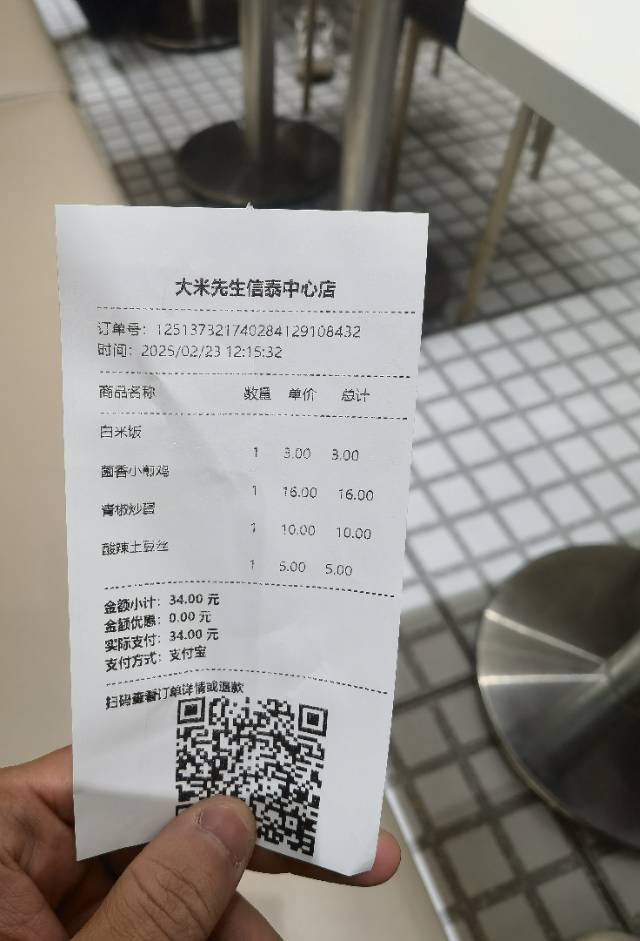 大米先生信泰中心店
订单号：125137321740284129108432
时间：2025/02/23 12:15:32
商品名称 数量 单价 总计
白米饭
1 3.00 3.00
菌香小煎鸡
1 16.00 16.00
青椒炒蛋
1 10.00 10.00
酸辣土豆丝
1 5.00 5.00
金额小计：34.00 元
金额优惠：0.00 元
实际支付：34.00 元
支付方式：支付宝
扫码查看订单详情或退款